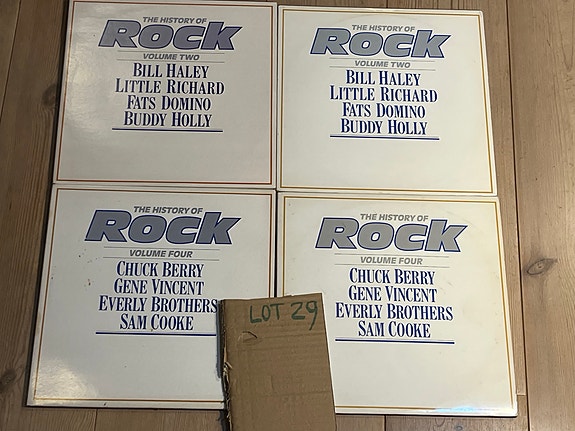 THE HISTORY OF
Rock
VOLUME TWO
BILL HALEY
LITTLE RICHARD
FATS DOMINO
BUDDY HOLLY
THE HISTORY OF
Rock
VOLUME TWO
BILL HALEY
LITTLE RICHARD
FATS DOMINO
BUDDY HOLLY
THE HISTORY OF
Rock
VOLUME FOUR
CHUCK BERRY
GENE VINCENT
EVERLY BROTHERS
SAM COOKE
THE HISTORY OF
Rock
VOLUME FOUR
CHUCK BERRY
GENE VINCENT
EVERLY BROTHERS
SAM COOKE
LOT 29